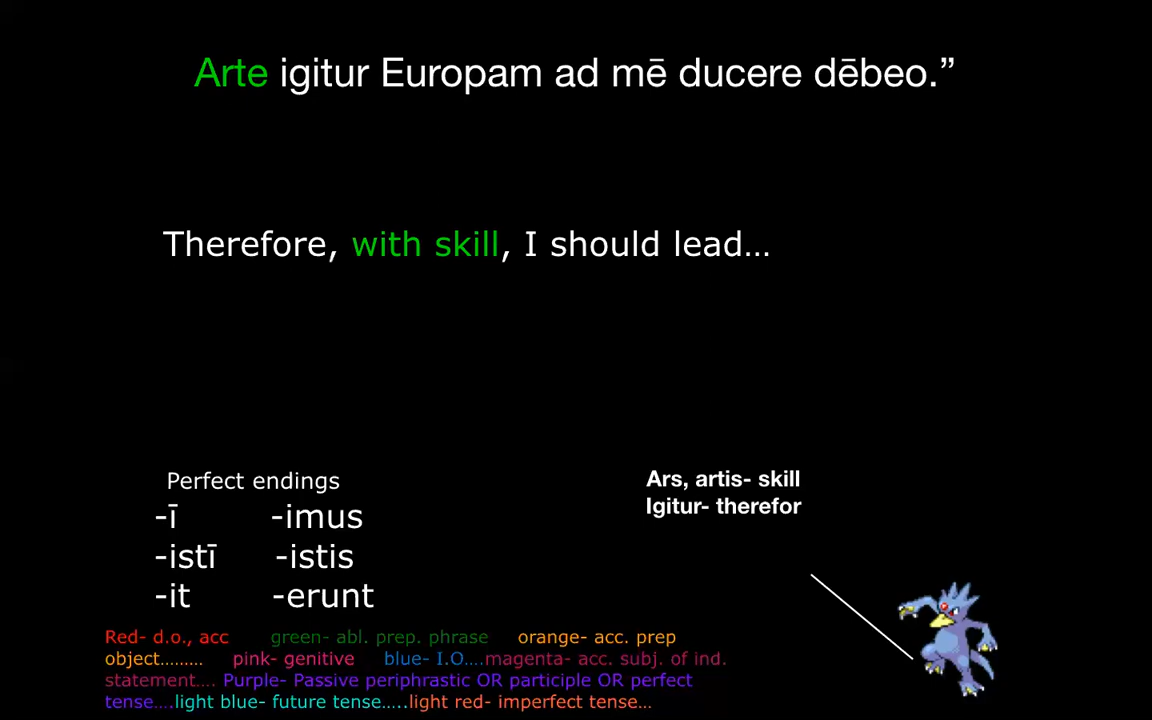 Arte igitur Europam ad mē ducere dēbeo.”
Therefore, with skill, I should lead…
Perfect endings
-ī -imus
-istī -istis
-it -erunt
Ars, artis- skill
Igitur- therefor
Red- d.o., acc green- abl. prep. phrase orange- acc. prep
object……… pink- genitive blue- I.O….magenta- acc. subj. of ind.
statement…. Purple- Passive periphrastic OR participle OR perfect
tense….light blue- future tense…..light red- imperfect tense…